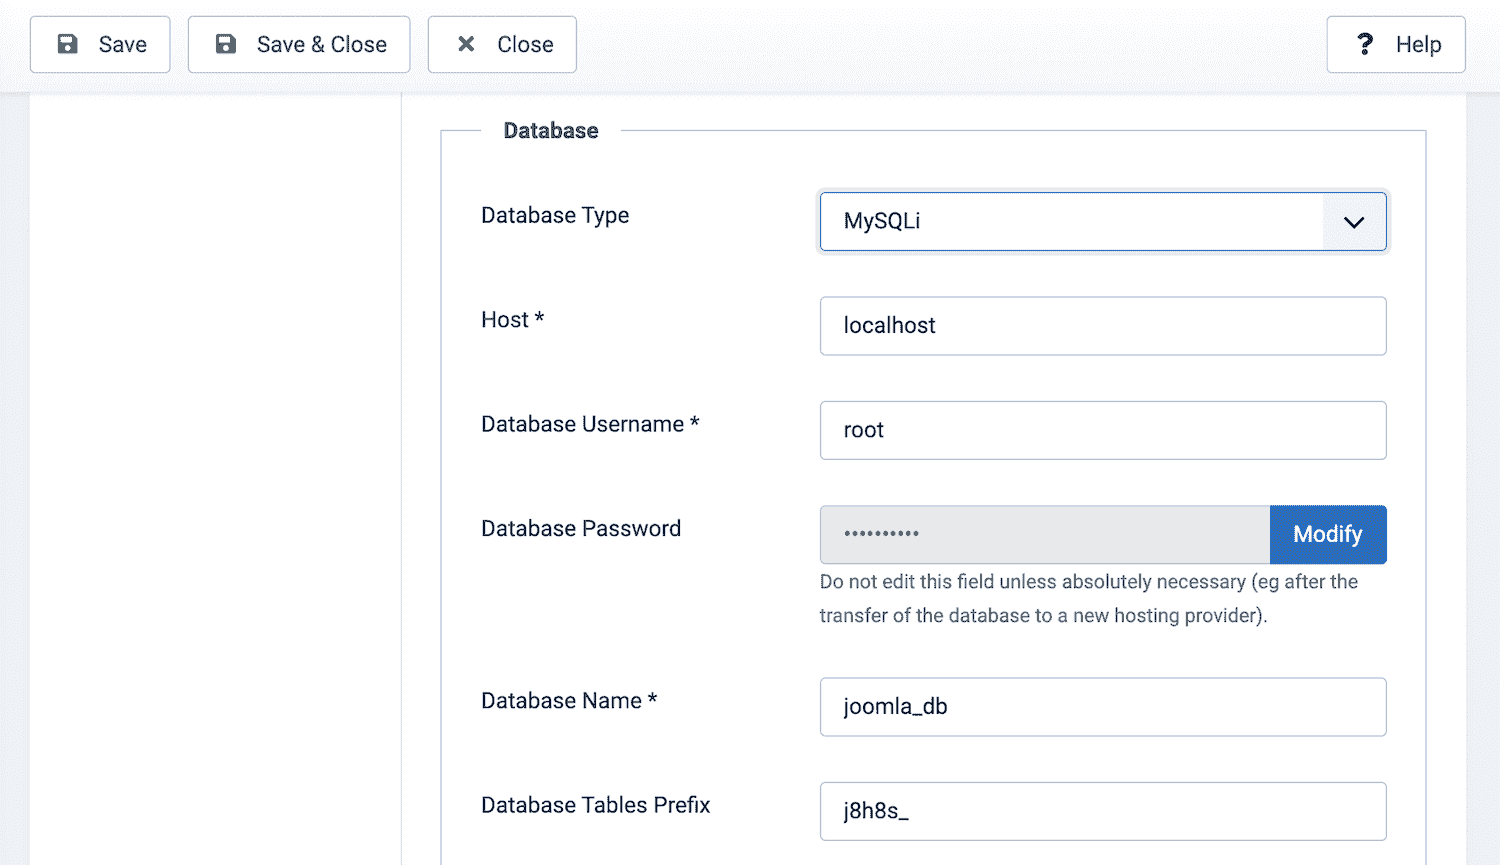 Save
Save & Close
Close
? Help
Database
Database Type
MySQLi
Host *
localhost
Database Username *
root
Database Password
••••••••••
Modify
Do not edit this field unless absolutely necessary (eg after the
transfer of the database to a new hosting provider).
Database Name *
joomla_db
Database Tables Prefix
j8h8s_